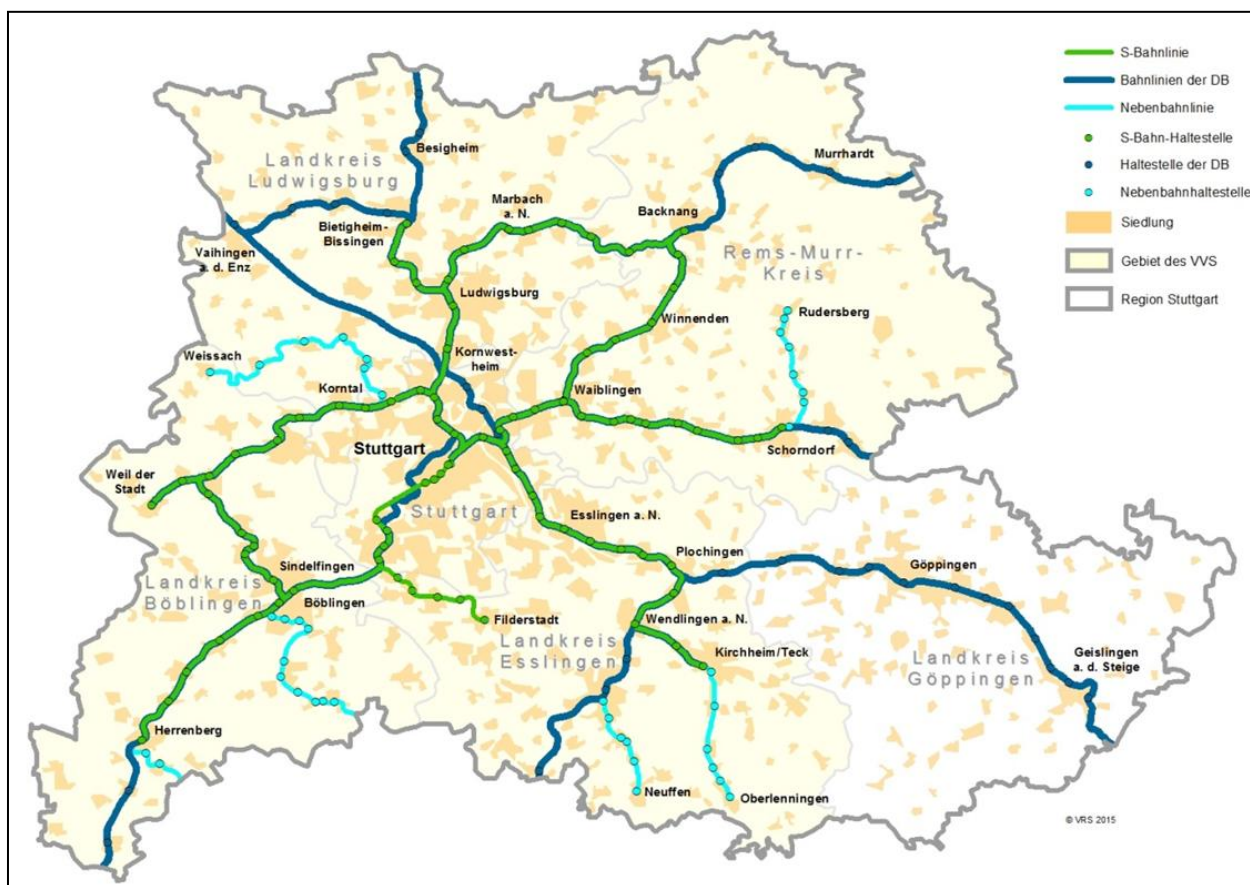 S-Bahnlinie
Bahnlinien der DB
Nebenbahnlinie
S-Bahn-Haltestelle
Haltestelle der DB
Nebenbahnhaltestelle
Siedlung
Gebiet des VVS
Region Stuttgart
Besigheim
Landkreis
Ludwigsburg
Murrhardt
Marbach
a. N.
Backnang
Bietigheim-
Bissingen
Vaihingen
a. d. Enz
Rems-Murr-
Kreis
Ludwigsburg
Rudersberg
Winnenden
Weissach
Kornwest-
heim
Korntal
Waiblingen
Stuttgart
Schorndorf
Weil der
Stadt
Stuttgart
Esslingen a. N.
Plochingen
Sindelfingen
Göppingen
Landkreis
Böblingen
Böblingen
Filderstadt
Wendlingen a. N.
Landkreis
Esslingen
Kirchheim/Teck
Landkreis
Göppingen
Geislingen
a. d. Steige
Herrenberg
Neuffen
Oberlenningen
© VRS 2015